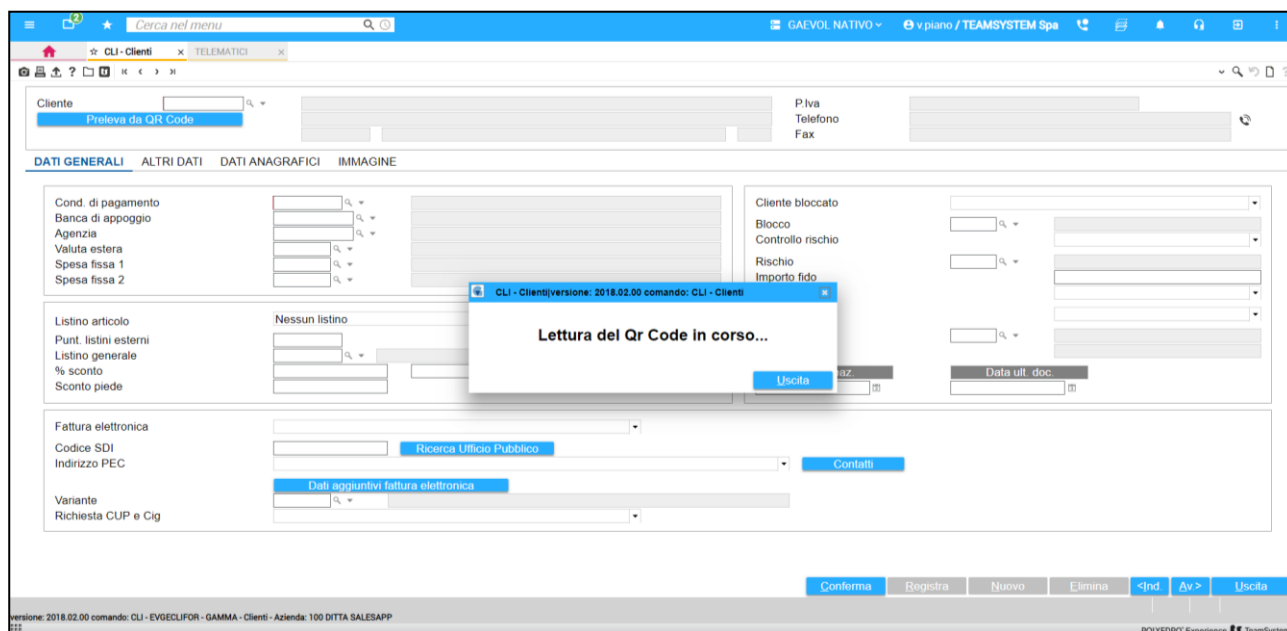 2
Cerca nel menu
GAEVOL NATIVO
v.piano / TEAMSYSTEM Spa
CLI - Clienti x
TELEMATICI x
Cliente
Preleva da QR Code
P.Iva
Telefono
Fax
DATI GENERALI ALTRI DATI DATI ANAGRAFICI IMMAGINE
Cond. di pagamento
Banca di appoggio
Agenzia
Valuta estera
Spesa fissa 1
Spesa fissa 2
Cliente bloccato
Blocco
Controllo rischio
Rischio
Importo fido
CLI - Clienti|versione: 2018.02.00 comando: CLI - Clienti
Lettura del Qr Code in corso...
Uscita
Listino articolo Nessun listino
Punt. listini esterni
Listino generale
% sconto
Sconto piede
az.
Data ult. doc.
Fattura elettronica
Codice SDI
Ricerca Ufficio Pubblico
Indirizzo PEC
Contatti
Dati aggiuntivi fattura elettronica
Variante
Richiesta CUP e Cig
Conferma Registra Nuovo Elimina <Ind. Av.> Uscita
versione: 2018.02.00 comando: CLI - EVGECLIFOR - GAMMA - Clienti - Azienda: 100 DITTA SALESAPP